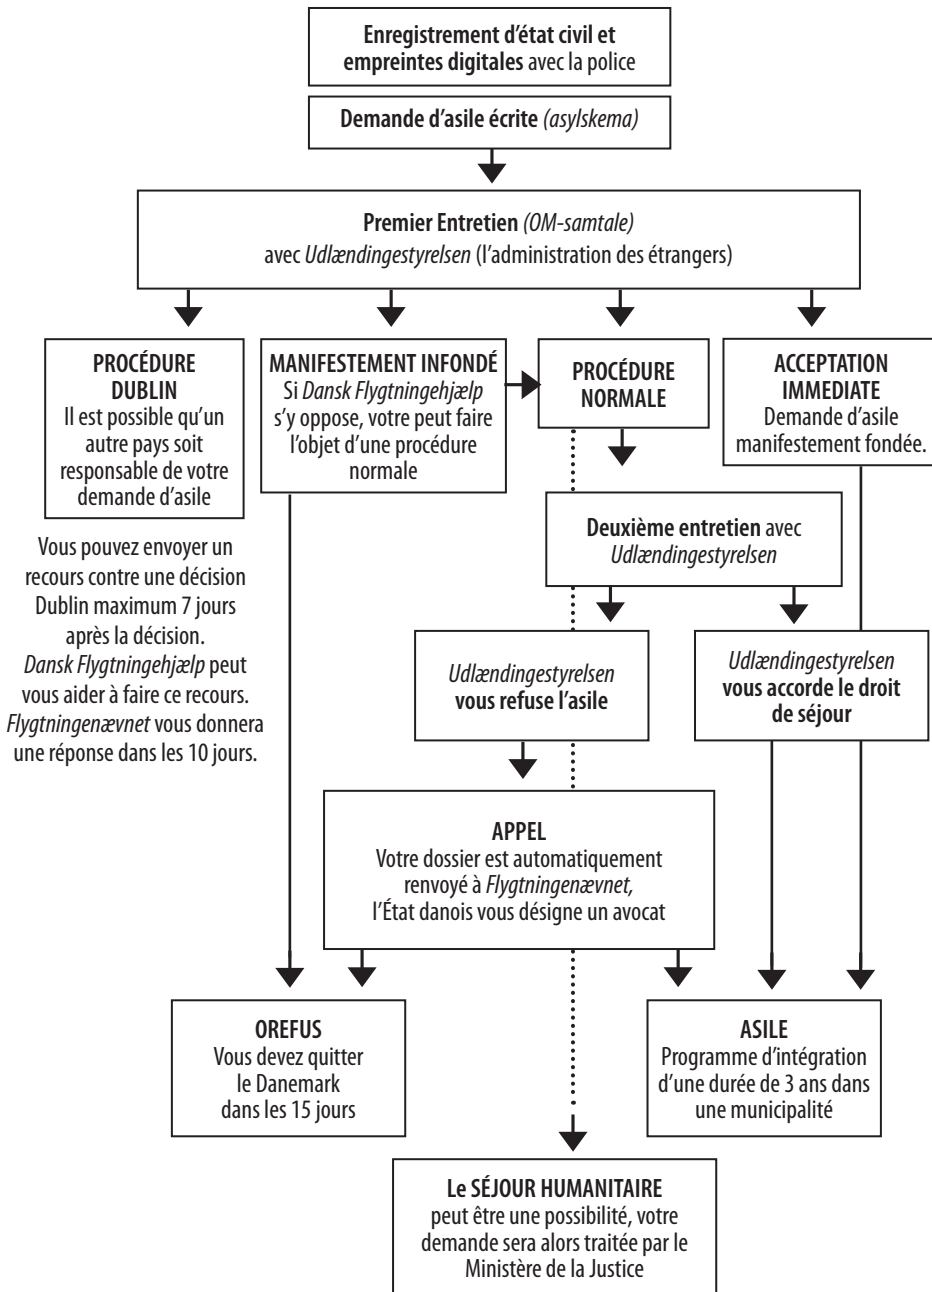 Enregistrement d'état civil et
empreintes digitales avec la police
Demande d'asile écrite (asylskema)
Premier Entretien (OM-samtale)
avec Udlændingestyrelsen (l'administration des étrangers)
PROCÉDURE
DUBLIN
Il est possible qu'un
autre pays soit
responsable de votre
demande d'asile
Vous pouvez envoyer un
recours contre une décision
Dublin maximum 7 jours
après la décision.
Dansk Flygtningehjælp peut
vous aider à faire ce recours.
Flygtningenævnet vous donnera
une réponse dans les 10 jours.
MANIFESTEMENT INFONDÉ
Si Dansk Flygtningehjælp
s'y oppose, votre peut faire
l'objet d'une procédure
normale
PROCÉDURE
NORMALE
ACCEPTATION
IMMEDIATE
Demande d'asile
manifestement fondée.
Deuxième entretien avec
Udlændingestyrelsen
Udlændingestyrelsen
vous refuse l'asile
Udlændingestyrelsen
vous accorde le droit
de séjour
APPEL
Votre dossier est automatiquement
renvoyé à Flygtningenævnet,
l'État danois vous désigne un avocat
OREFUS
Vous devez quitter
le Danemark
dans les 15 jours
ASILE
Programme d'intégration
d'une durée de 3 ans dans
une municipalité
Le SÉJOUR HUMANITAIRE
peut être une possibilité, votre
demande sera alors traitée par le
Ministère de la Justice